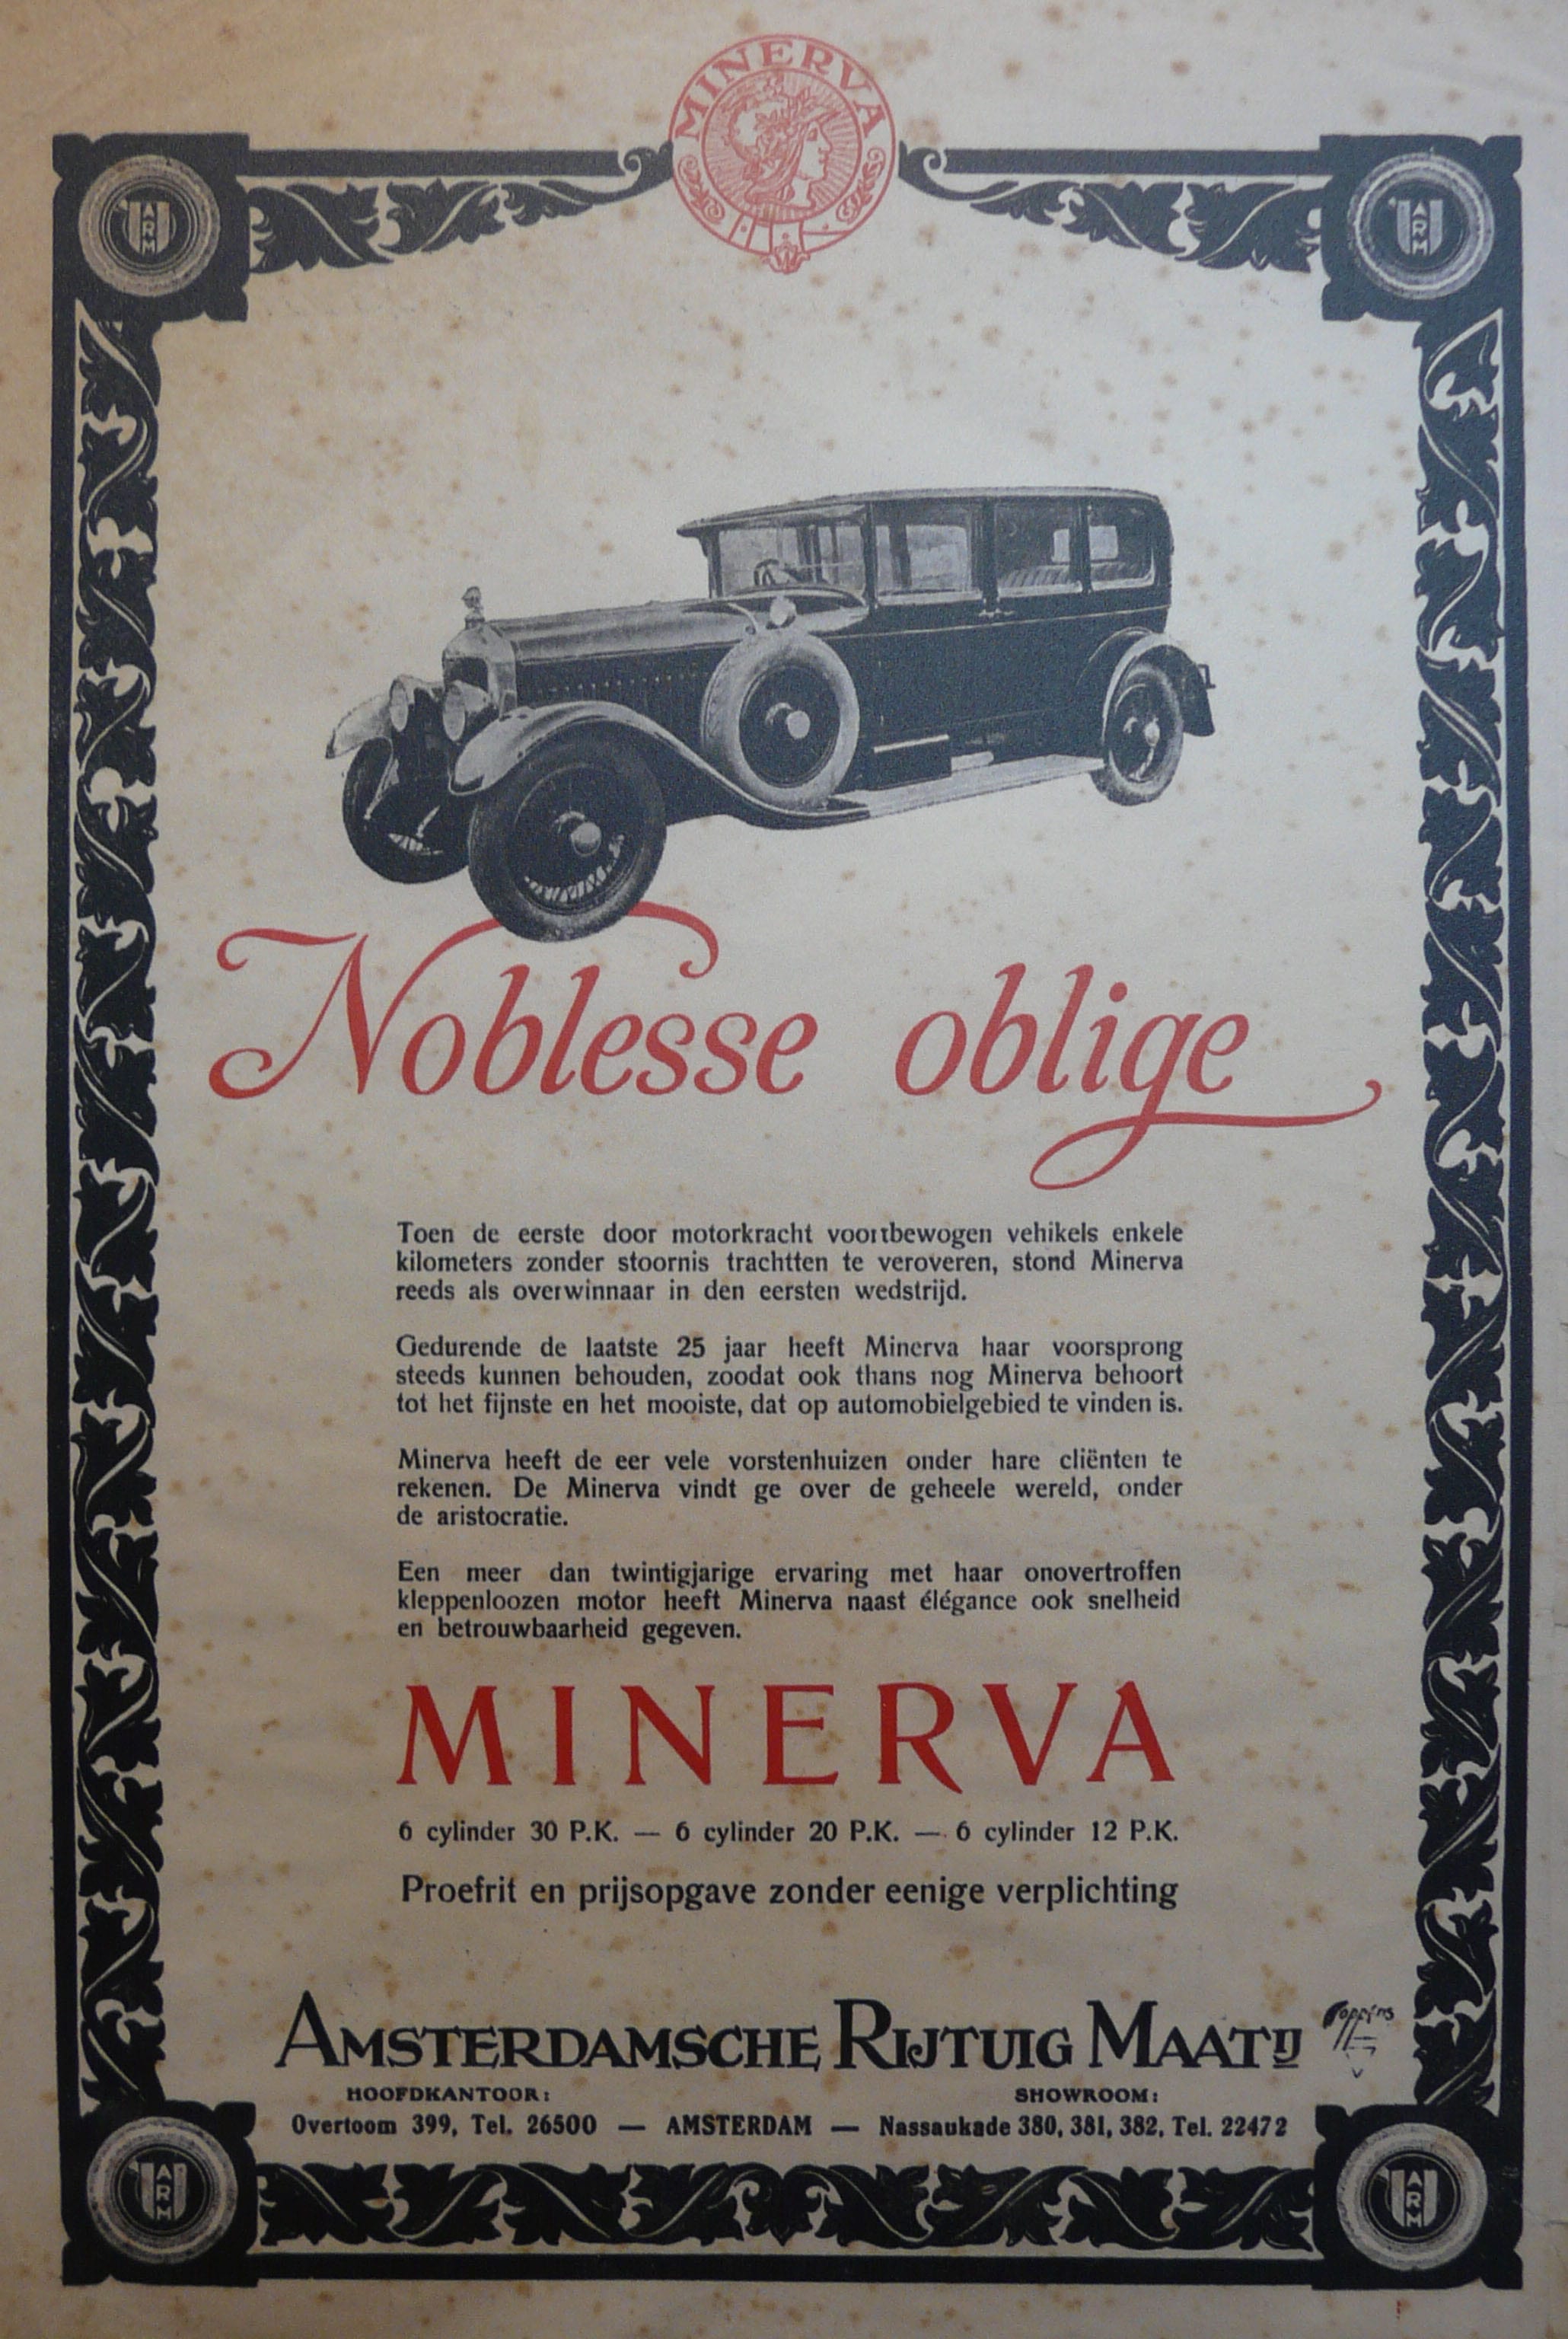 MINERVA
ARM
ARM
Noblesse oblige
Toen de eerste door motorkracht voortbewogen vehikels enkele
kilometers zonder stoornis trachtten te veroveren, stond Minerva
reeds als overwinnaar in den eersten wedstrijd.
Gedurende de laatste 25 jaar heeft Minerva haar voorsprong
steeds kunnen behouden, zoodat ook thans nog Minerva behoort
tot het fijnste en het mooiste, dat op automobielgebied te vinden is.
Minerva heeft de eer vele vorstenhuizen onder hare cliënten te
rekenen. De Minerva vindt ge over de geheele wereld, onder
de aristocratie.
Een meer dan twintigjarige ervaring met haar onovertroffen
kleppenloozen motor heeft Minerva naast élégance ook snelheid
en betrouwbaarheid gegeven.
MINERVA
6 cylinder 30 P.K. — 6 cylinder 20 P.K. — 6 cylinder 12 P.K.
Proefrit en prijsopgave zonder eenige verplichting
AMSTERDAMSCHE RIJTUIG MAATIJ
HOOFDKANTOOR: SHOWROOM:
Overtoom 399, Tel. 26500 — AMSTERDAM — Nassaukade 380, 381, 382, Tel. 22472
ARM
ARM